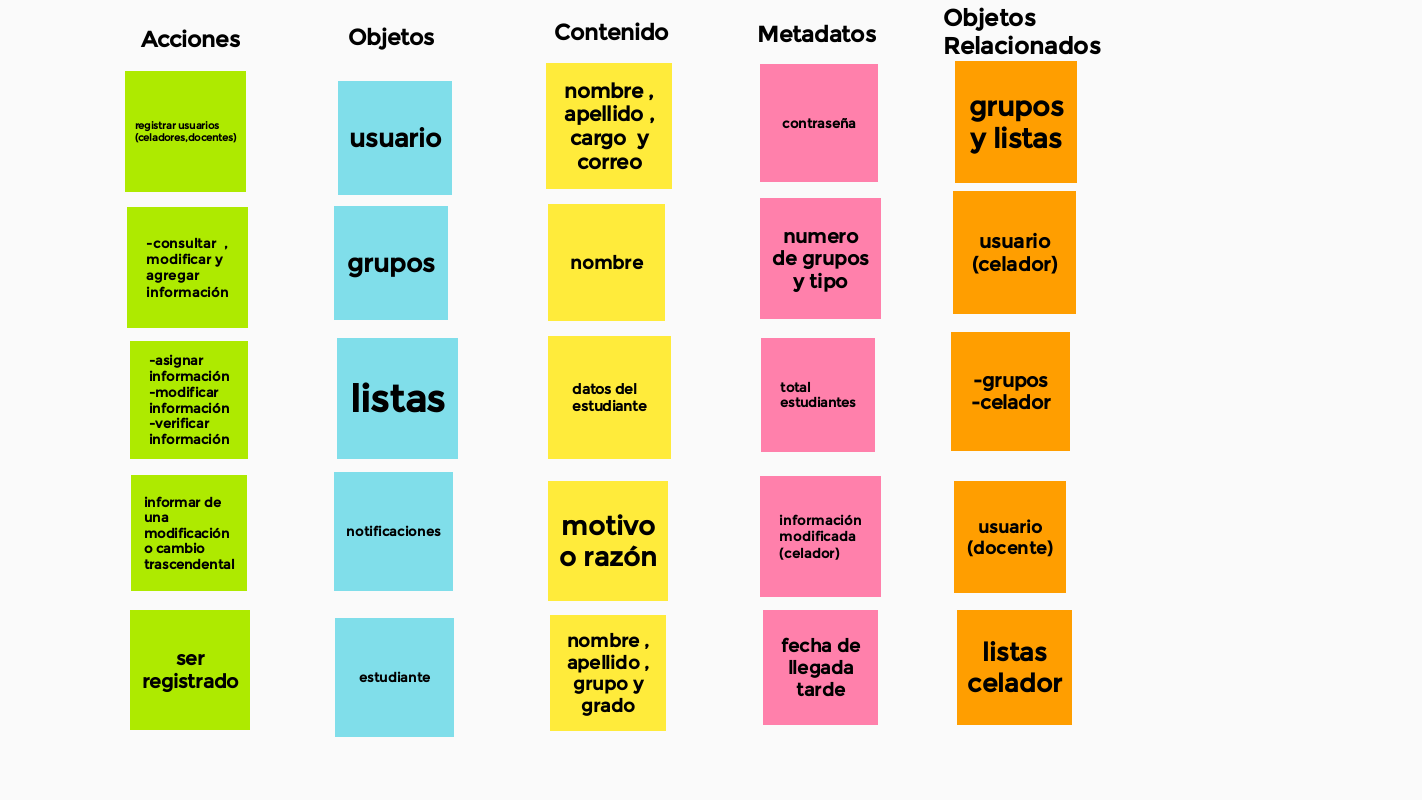 Acciones
Objetos
Contenido
Metadatos
Objetos
Relacionados
registrar usuarios
(celadores,docentes)
usuario
nombre ,
apellido ,
cargo y
correo
contraseña
grupos
y listas
-consultar ,
modificar y
agregar
información
grupos
nombre
numero
de grupos
y tipo
usuario
(celador)
-asignar
información
-modificar
información
-verificar
información
listas
datos del
estudiante
total
estudiantes
-grupos
-celador
informar de
una
modificación
o cambio
trascendental
notificaciones
motivo
o razón
información
modificada
(celador)
usuario
(docente)
ser
registrado
estudiante
nombre ,
apellido ,
grupo y
grado
fecha de
llegada
tarde
listas
celador